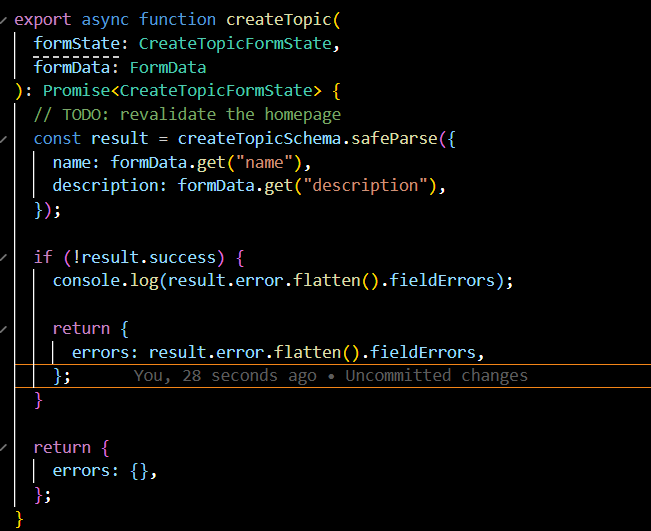 export async function createTopic(
  formState: CreateTopicFormState,
  formData: FormData
): Promise<CreateTopicFormState> {
  // TODO: revalidate the homepage
  const result = createTopicSchema.safeParse({
    name: formData.get("name"),
    description: formData.get("description"),
  });
  if (!result.success) {
    console.log(result.error.flatten().fieldErrors);
    return {
      errors: result.error.flatten().fieldErrors,
    };      You, 28 seconds ago • Uncommitted changes
  }
  return {
    errors: {},
  };
}